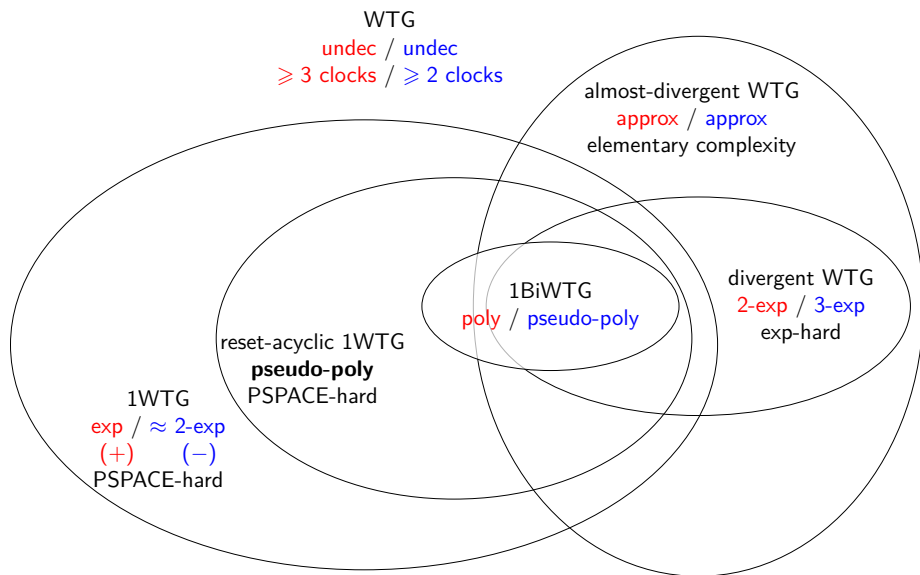 WTG
undec / undec
⩾ 3 clocks / ⩾ 2 clocks
almost-divergent WTG
approx / approx
elementary complexity
divergent WTG
2-exp / 3-exp
exp-hard
1BiWTG
poly / pseudo-poly
reset-acyclic 1WTG
pseudo-poly
PSPACE-hard
1WTG
exp / ≈ 2-exp
(+) (−)
PSPACE-hard